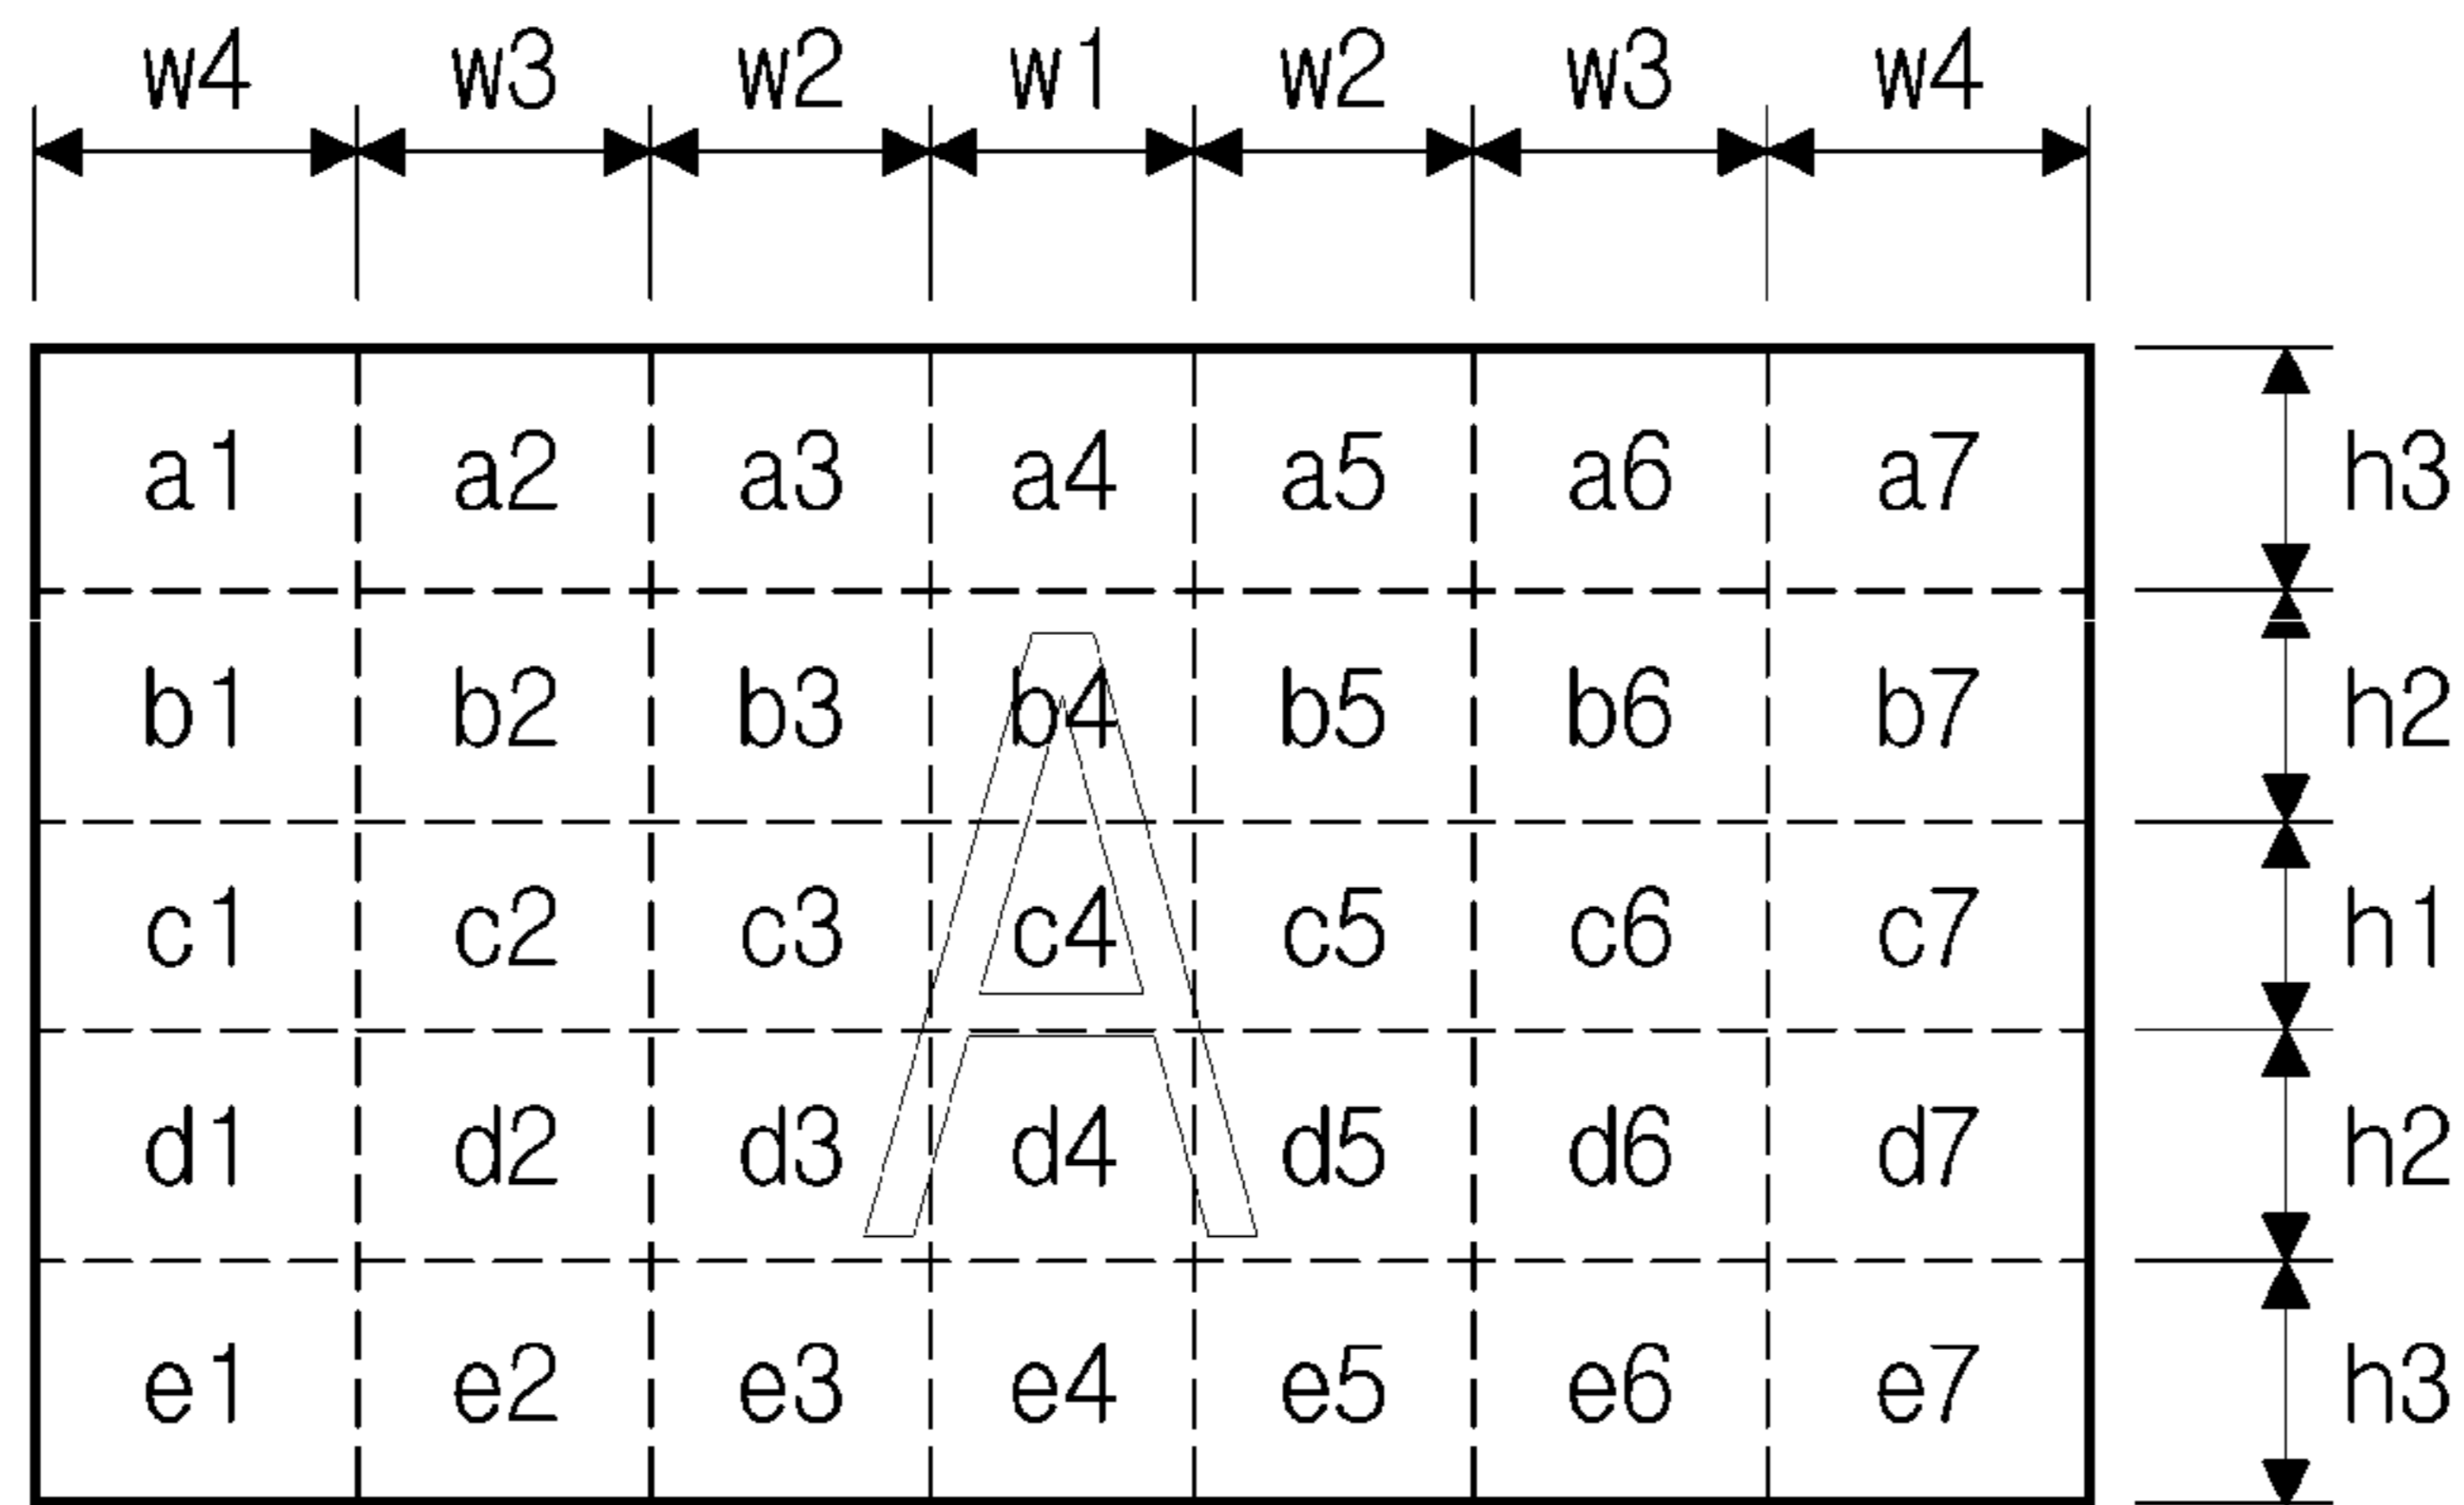 w4 w3 w2 w1 w2 w3 w4
a1 a2 a3 a4 a5 a6 a7 h3
b1 b2 b3 b4 b5 b6 b7 h2
A
c1 c2 c3 c4 c5 c6 c7 h1
d1 d2 d3 d4 d5 d6 d7 h2
e1 e2 e3 e4 e5 e6 e7 h3